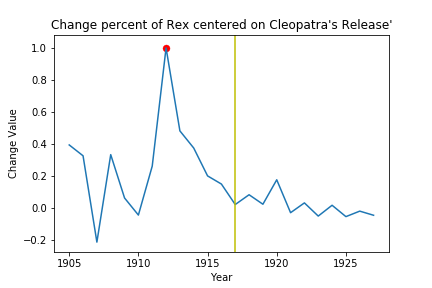 Change percent of Rex centered on Cleopatra's Release'
1.0
0.8
0.6
0.4
0.2
0.0
−0.2
Change Value
1905 1910 1915 1920 1925
Year